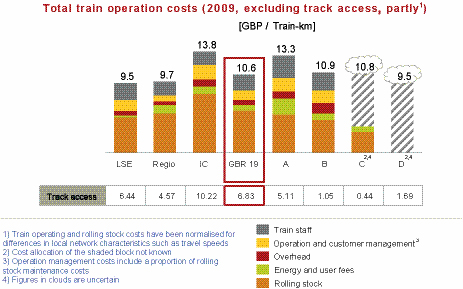 Total train operation costs (2009, excluding track access, partly¹)
[GBP / Train-km]
9.5 9.7 13.8 10.6 13.3 10.9 10.8 9.5
LSE Regio IC GBR 19 A B C 2,4 D 2,4
Track access 6.44 4.57 10.22 6.83 5.11 1.05 0.44 1.69
1) Train operating and rolling stock costs have been normalised for
differences in local network characteristics such as travel speeds
2) Cost allocation of the shaded block not known
3) Operation management costs include a proportion of rolling
stock maintenance costs
4) Figures in clouds are uncertain
Train staff
Operation and customer management³
Overhead
Energy and user fees
Rolling stock